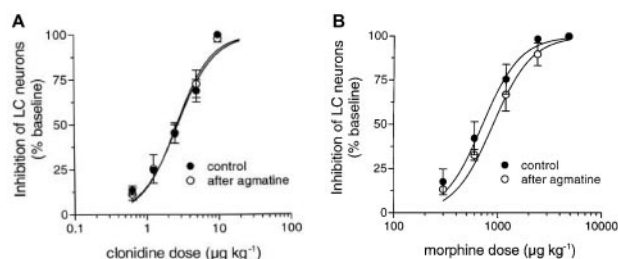 A
Inhibition of LC neurons
(% baseline)
100
75
50
25
0
0.1
1
10
100
control
after agmatine
clonidine dose (µg kg⁻¹)
B
Inhibition of LC neurons
(% baseline)
100
75
50
25
0
100
1000
10000
control
after agmatine
morphine dose (µg kg⁻¹)